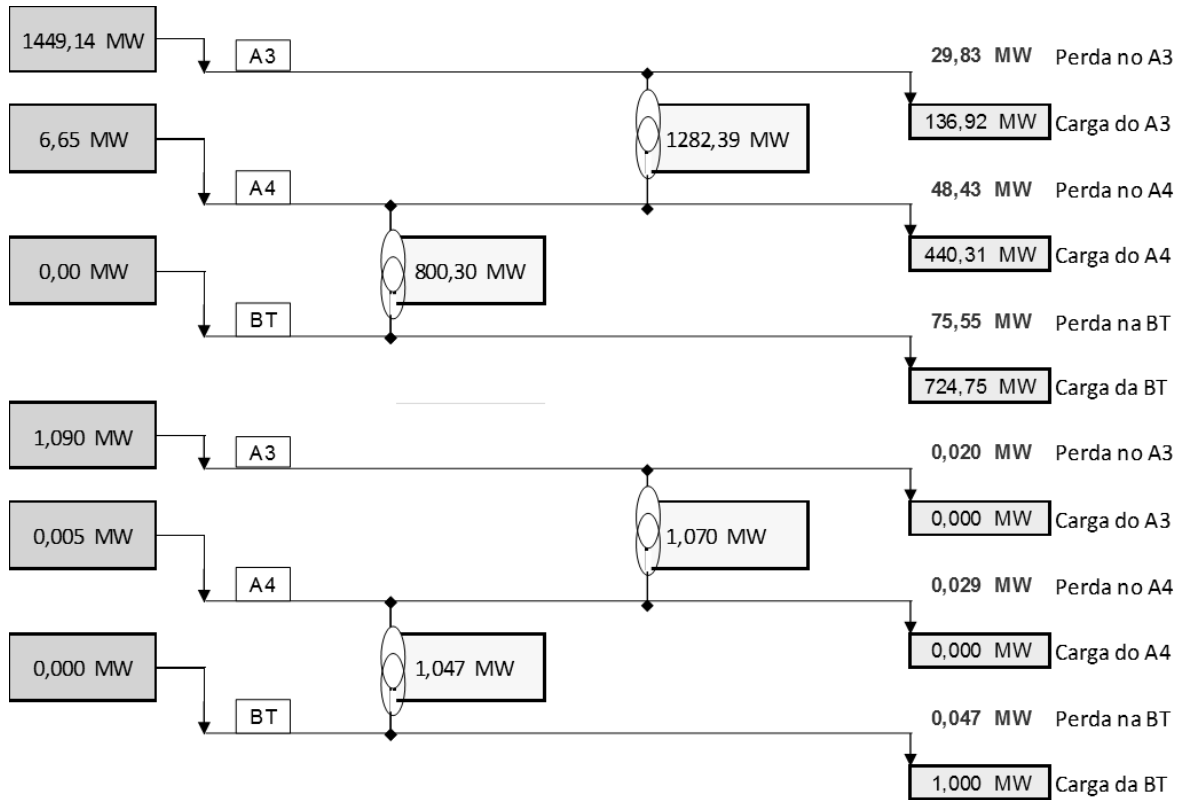 1449,14 MW
A3
29,83 MW Perda no A3
136,92 MW Carga do A3
6,65 MW
1282,39 MW
A4
48,43 MW Perda no A4
440,31 MW Carga do A4
0,00 MW
800,30 MW
BT
75,55 MW Perda na BT
724,75 MW Carga da BT
1,090 MW
A3
0,020 MW Perda no A3
0,000 MW Carga do A3
0,005 MW
1,070 MW
A4
0,029 MW Perda no A4
0,000 MW Carga do A4
0,000 MW
1,047 MW
BT
0,047 MW Perda na BT
1,000 MW Carga da BT